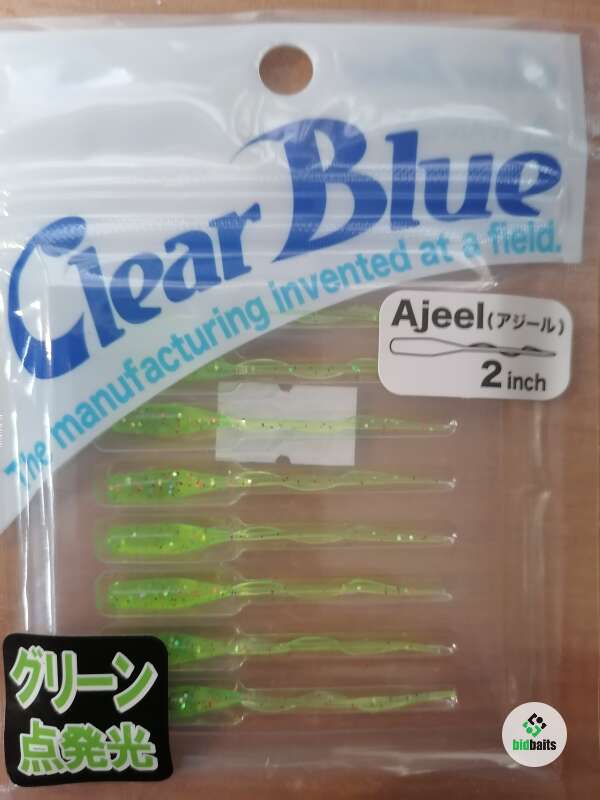 Clear Blue
The manufacturing invented at a field.
Ajeel(アジール)
2 inch
グリーン
点発光
bidbaits